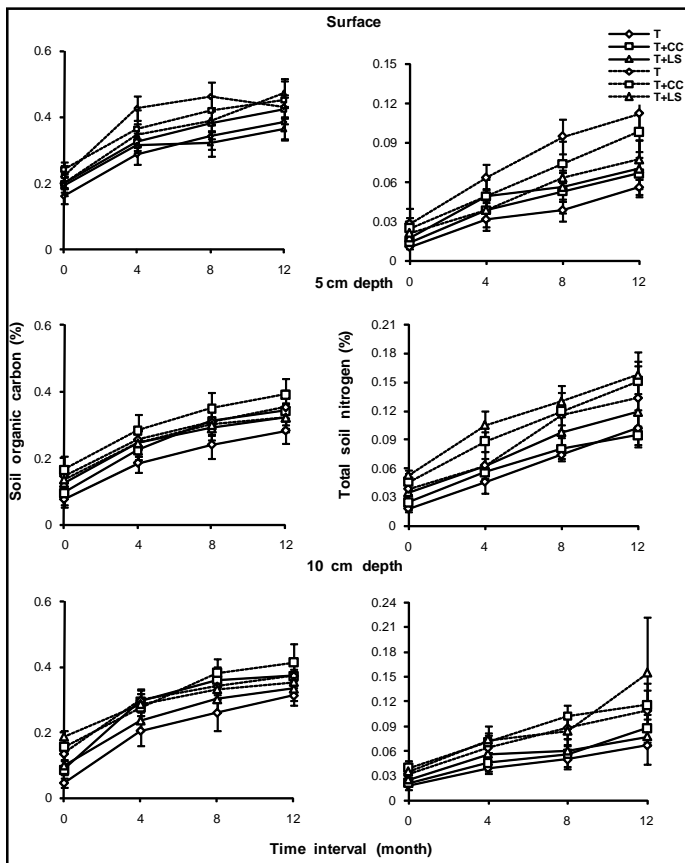 Surface
T
T+CC
T+LS
T
T+CC
T+LS
0.6
0.4
0.2
0
0 4 8 12
0.15
0.12
0.09
0.06
0.03
0
0 4 8 12
5 cm depth
Soil organic carbon (%)
0.6
0.4
0.2
0
0 4 8 12
Total soil nitrogen (%)
0.21
0.18
0.15
0.12
0.09
0.06
0.03
0
0 4 8 12
10 cm depth
0.6
0.4
0.2
0
0 4 8 12
0.24
0.21
0.18
0.15
0.12
0.09
0.06
0.03
0
0 4 8 12
Time interval (month)